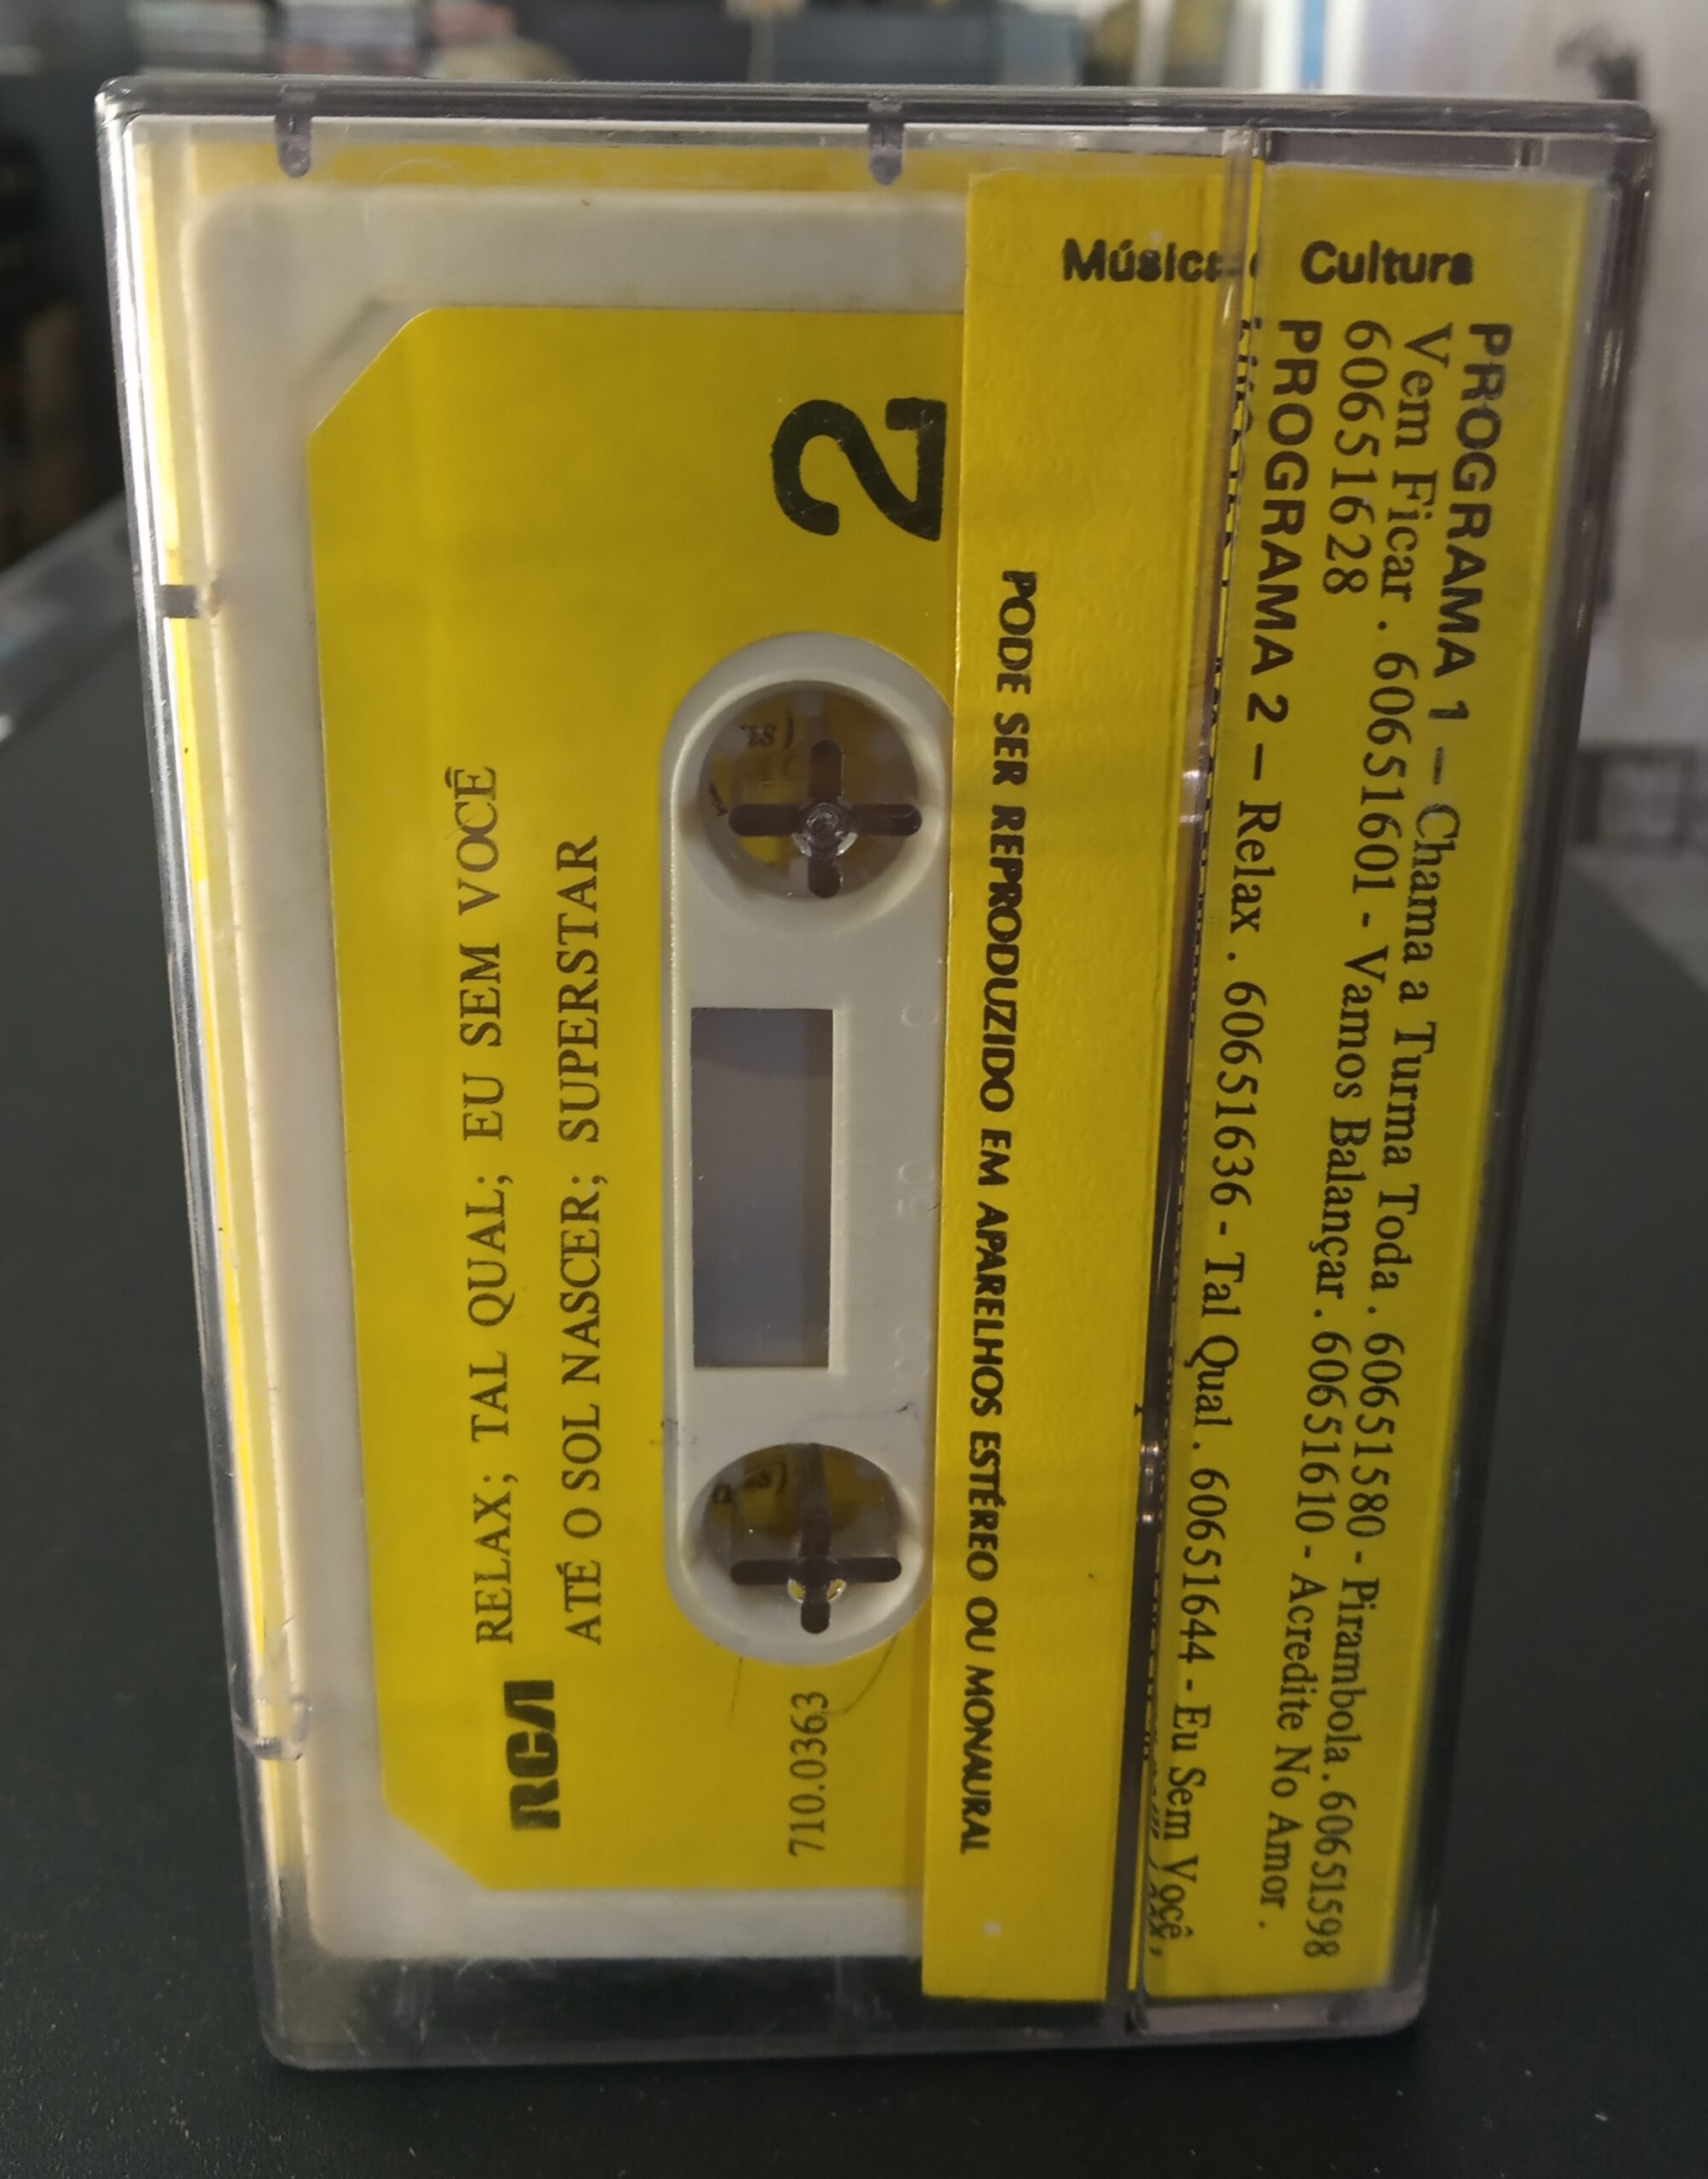 2
RELAX; TAL QUAL; EU SEM VOCÊ
ATÉ O SOL NASCER; SUPERSTAR
RCA
710.0363
PODE SER REPRODUZIDO EM APARELHOS ESTÉREO OU MONAURAL
Cultura
PROGRAMA 1 — Chama a Turma Toda . 60651580 - Pirambola . 60651598
Vem Ficar . 60651601 - Vamos Balançar . 60651610 - Acredite No Amor .
60651628
PROGRAMA 2 — Relax . 60651636 - Tal Qual . 60651644 - Eu Sem Você,